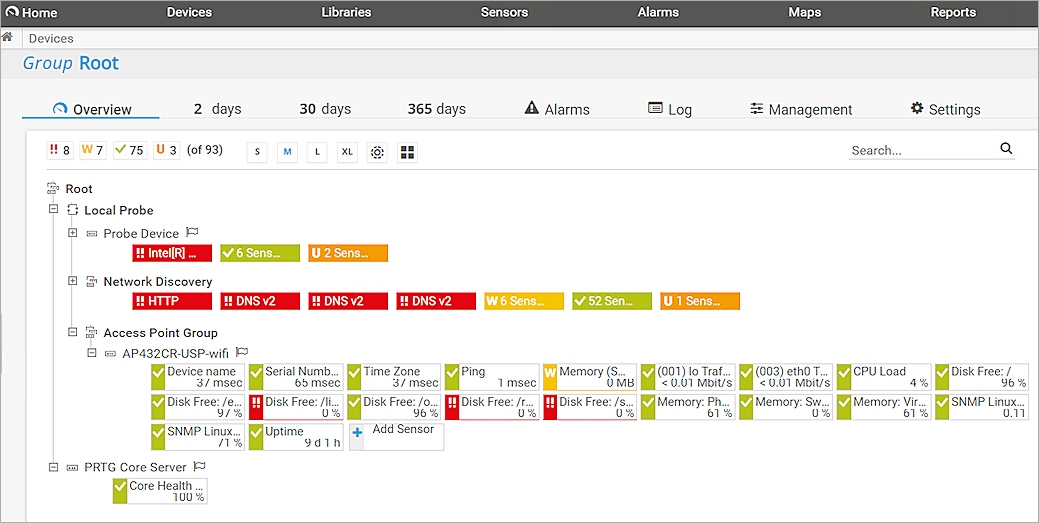 Home Devices Libraries Sensors Alarms Maps Reports
Devices
Group Root
Overview 2 days 30 days 365 days Alarms Log Management Settings
!! 8 W 7 75 U 3 (of 93) S M L XL Search...
Root
Local Probe
Probe Device
!! Intel[R] ... 6 Sens... U 2 Sens...
Network Discovery
!! HTTP !! DNS v2 !! DNS v2 !! DNS v2 W 6 Sens... 52 Sen... U 1 Sens...
Access Point Group
AP432CR-USP-wifi
Device name Serial Numb... Time Zone Ping W Memory (S... (001) lo Traf... (003) eth0 T... CPU Load Disk Free: /
37 msec 65 msec 37 msec 1 msec 0 MB < 0.01 Mbit/s < 0.01 Mbit/s 4 % 96 %
Disk Free: /e... !! Disk Free: /li... Disk Free: /o... !! Disk Free: /r... !! Disk Free: /s... Memory: Ph... Memory: Sw... Memory: Vir... SNMP Linux...
97 % 0 % 96 % 0 % 0 % 61 % 0 % 61 % 0.11
SNMP Linux... Uptime Add Sensor
71 % 9 d 1 h
PRTG Core Server
Core Health ...
100 %